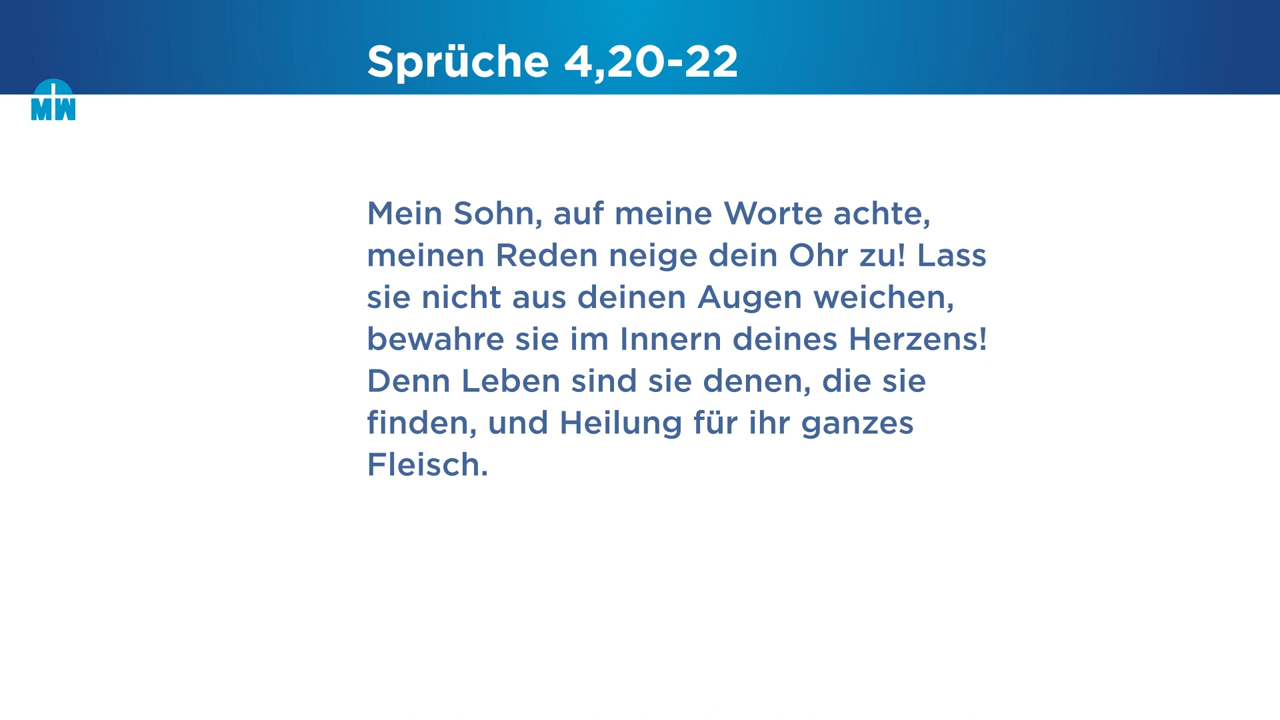 Sprüche 4,20-22
MW
Mein Sohn, auf meine Worte achte,
meinen Reden neige dein Ohr zu! Lass
sie nicht aus deinen Augen weichen,
bewahre sie im Innern deines Herzens!
Denn Leben sind sie denen, die sie
finden, und Heilung für ihr ganzes
Fleisch.